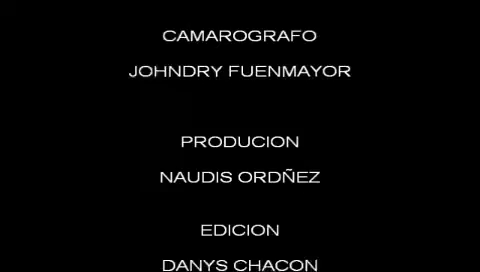 CAMAROGRAFO
JOHNDRY FUENMAYOR
PRODUCION
NAUDIS ORDÑEZ
EDICION
DANYS CHACON